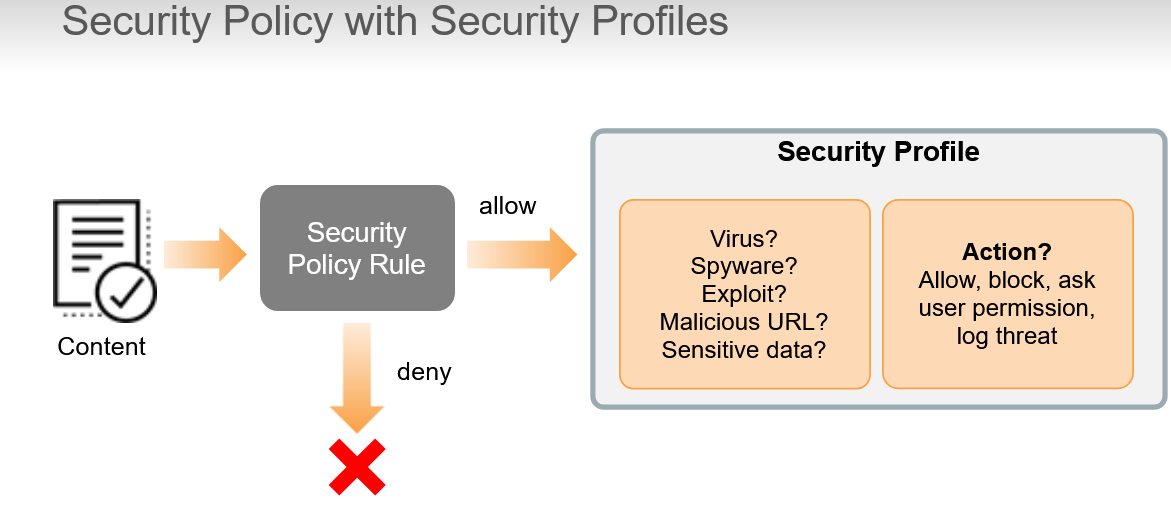 Security Policy with Security Profiles
Content
Security
Policy Rule
allow
deny
Security Profile
Virus?
Spyware?
Exploit?
Malicious URL?
Sensitive data?
Action?
Allow, block, ask
user permission,
log threat